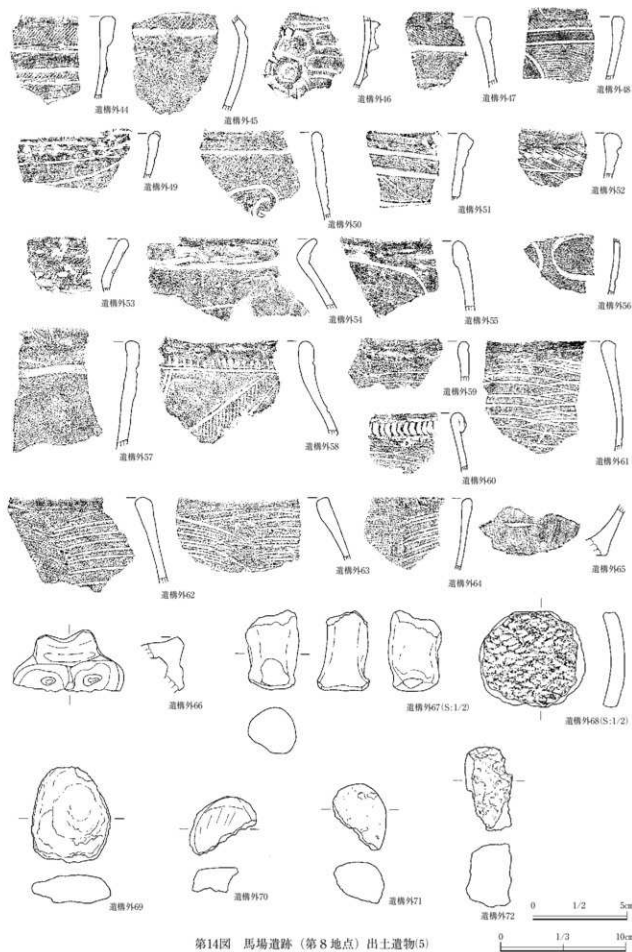 遺構外44
遺構外45
遺構外46
遺構外47
遺構外48
遺構外49
遺構外50
遺構外51
遺構外52
遺構外53
遺構外54
遺構外55
遺構外56
遺構外57
遺構外58
遺構外59
遺構外60
遺構外61
遺構外62
遺構外63
遺構外64
遺構外65
遺構外66
遺構外67(S:1/2)
遺構外68(S:1/2)
遺構外69
遺構外70
遺構外71
遺構外72
0 1/2 5cm
0 1/3 10cm
第14図 馬場遺跡（第8地点）出土遺物(5)